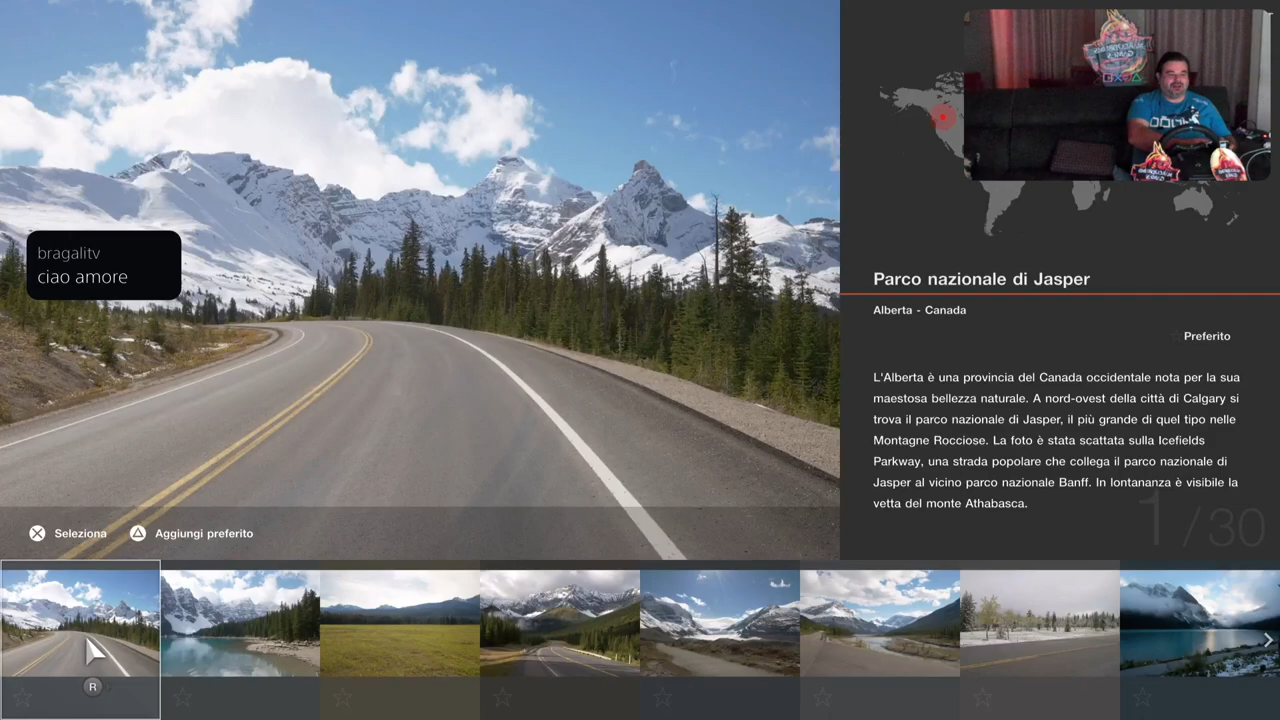 bragalitv
ciao amore
Parco nazionale di Jasper
Alberta - Canada
Preferito
L'Alberta è una provincia del Canada occidentale nota per la sua
maestosa bellezza naturale. A nord-ovest della città di Calgary si
trova il parco nazionale di Jasper, il più grande di quel tipo nelle
Montagne Rocciose. La foto è stata scattata sulla Icefields
Parkway, una strada popolare che collega il parco nazionale di
Jasper al vicino parco nazionale Banff. In lontananza è visibile la
vetta del monte Athabasca.
1/30
Seleziona
Aggiungi preferito
R